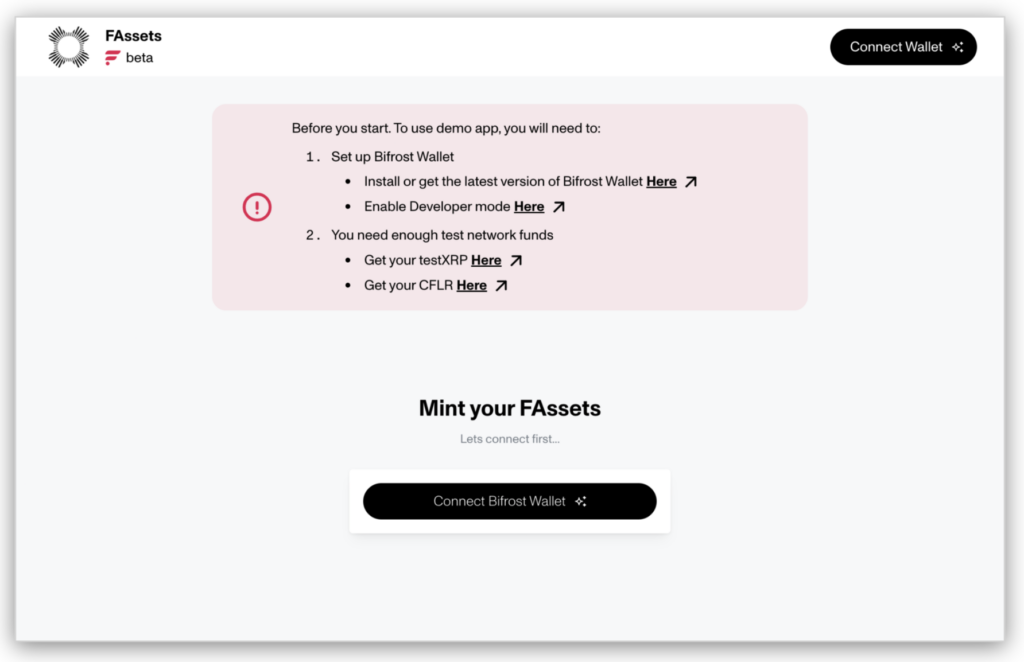 FAssets
beta
Connect Wallet
Before you start. To use demo app, you will need to:
1. Set up Bifrost Wallet
• Install or get the latest version of Bifrost Wallet Here
• Enable Developer mode Here
2. You need enough test network funds
• Get your testXRP Here
• Get your CFLR Here
Mint your FAssets
Lets connect first...
Connect Bifrost Wallet